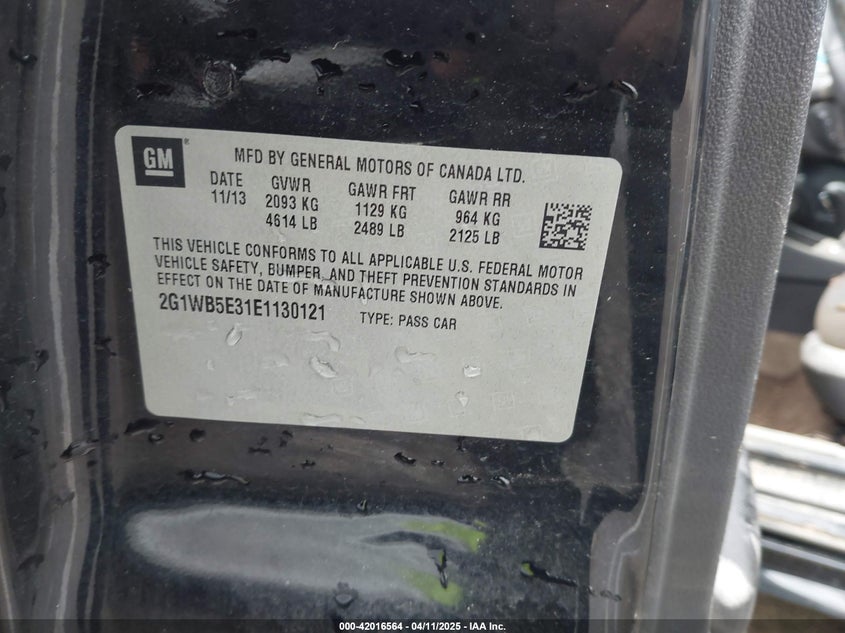 GM
MFD BY GENERAL MOTORS OF CANADA LTD.
DATE GVWR GAWR FRT GAWR RR
11/13 2093 KG 1129 KG 964 KG
4614 LB 2489 LB 2125 LB
THIS VEHICLE CONFORMS TO ALL APPLICABLE U.S. FEDERAL MOTOR
VEHICLE SAFETY, BUMPER, AND THEFT PREVENTION STANDARDS IN
EFFECT ON THE DATE OF MANUFACTURE SHOWN ABOVE.
2G1WB5E31E1130121 TYPE: PASS CAR
000-42016564 - 04/11/2025 - IAA Inc.